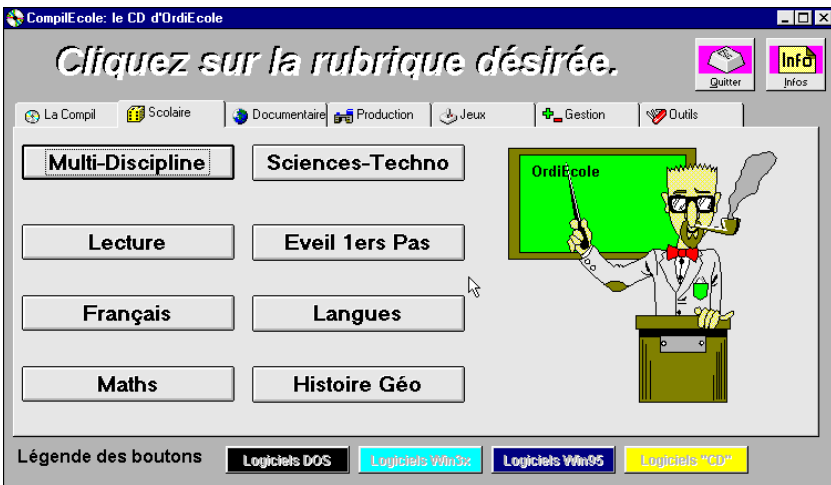 CompilEcole: le CD d'OrdiEcole
Cliquez sur la rubrique désirée.
Quitter
Info
Infos
La Compil
Scolaire
Documentaire
Production
Jeux
Gestion
Outils
Multi-Discipline
Sciences-Techno
OrdiEcole
Lecture
Eveil 1ers Pas
Français
Langues
Maths
Histoire Géo
Légende des boutons
Logiciels DOS
Logiciels Win3x
Logiciels Win95
Logiciels "CD"